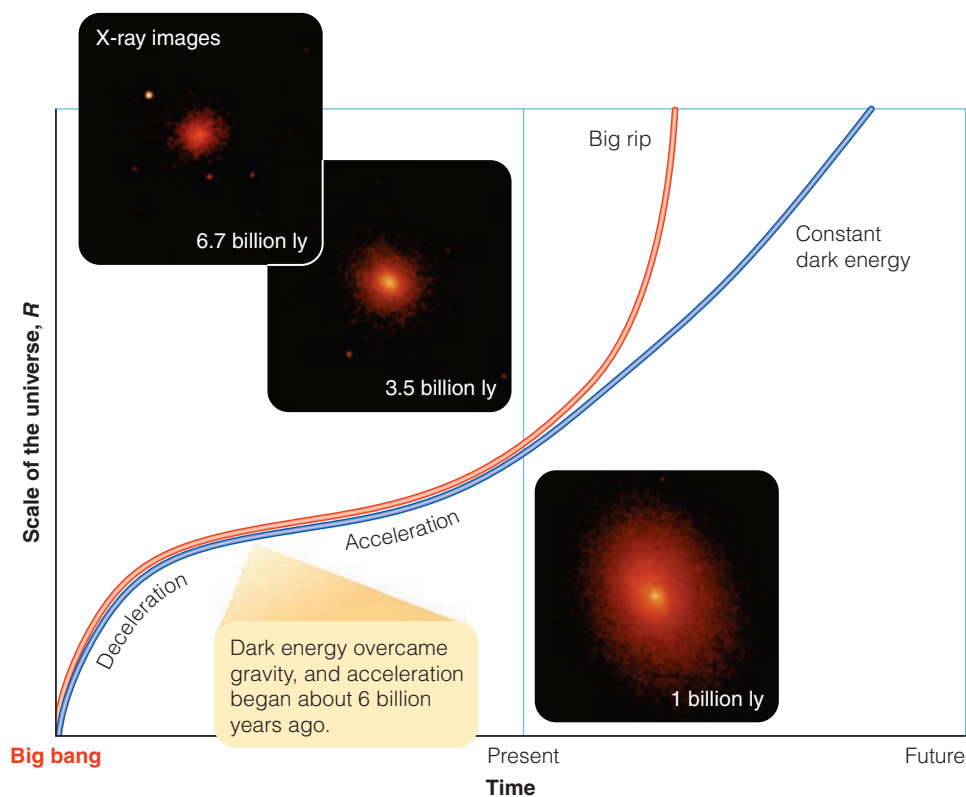 X-ray images
6.7 billion ly
3.5 billion ly
1 billion ly
Big rip
Constant
dark energy
Scale of the universe, R
Deceleration
Acceleration
Dark energy overcame
gravity, and acceleration
began about 6 billion
years ago.
Big bang
Present
Future
Time